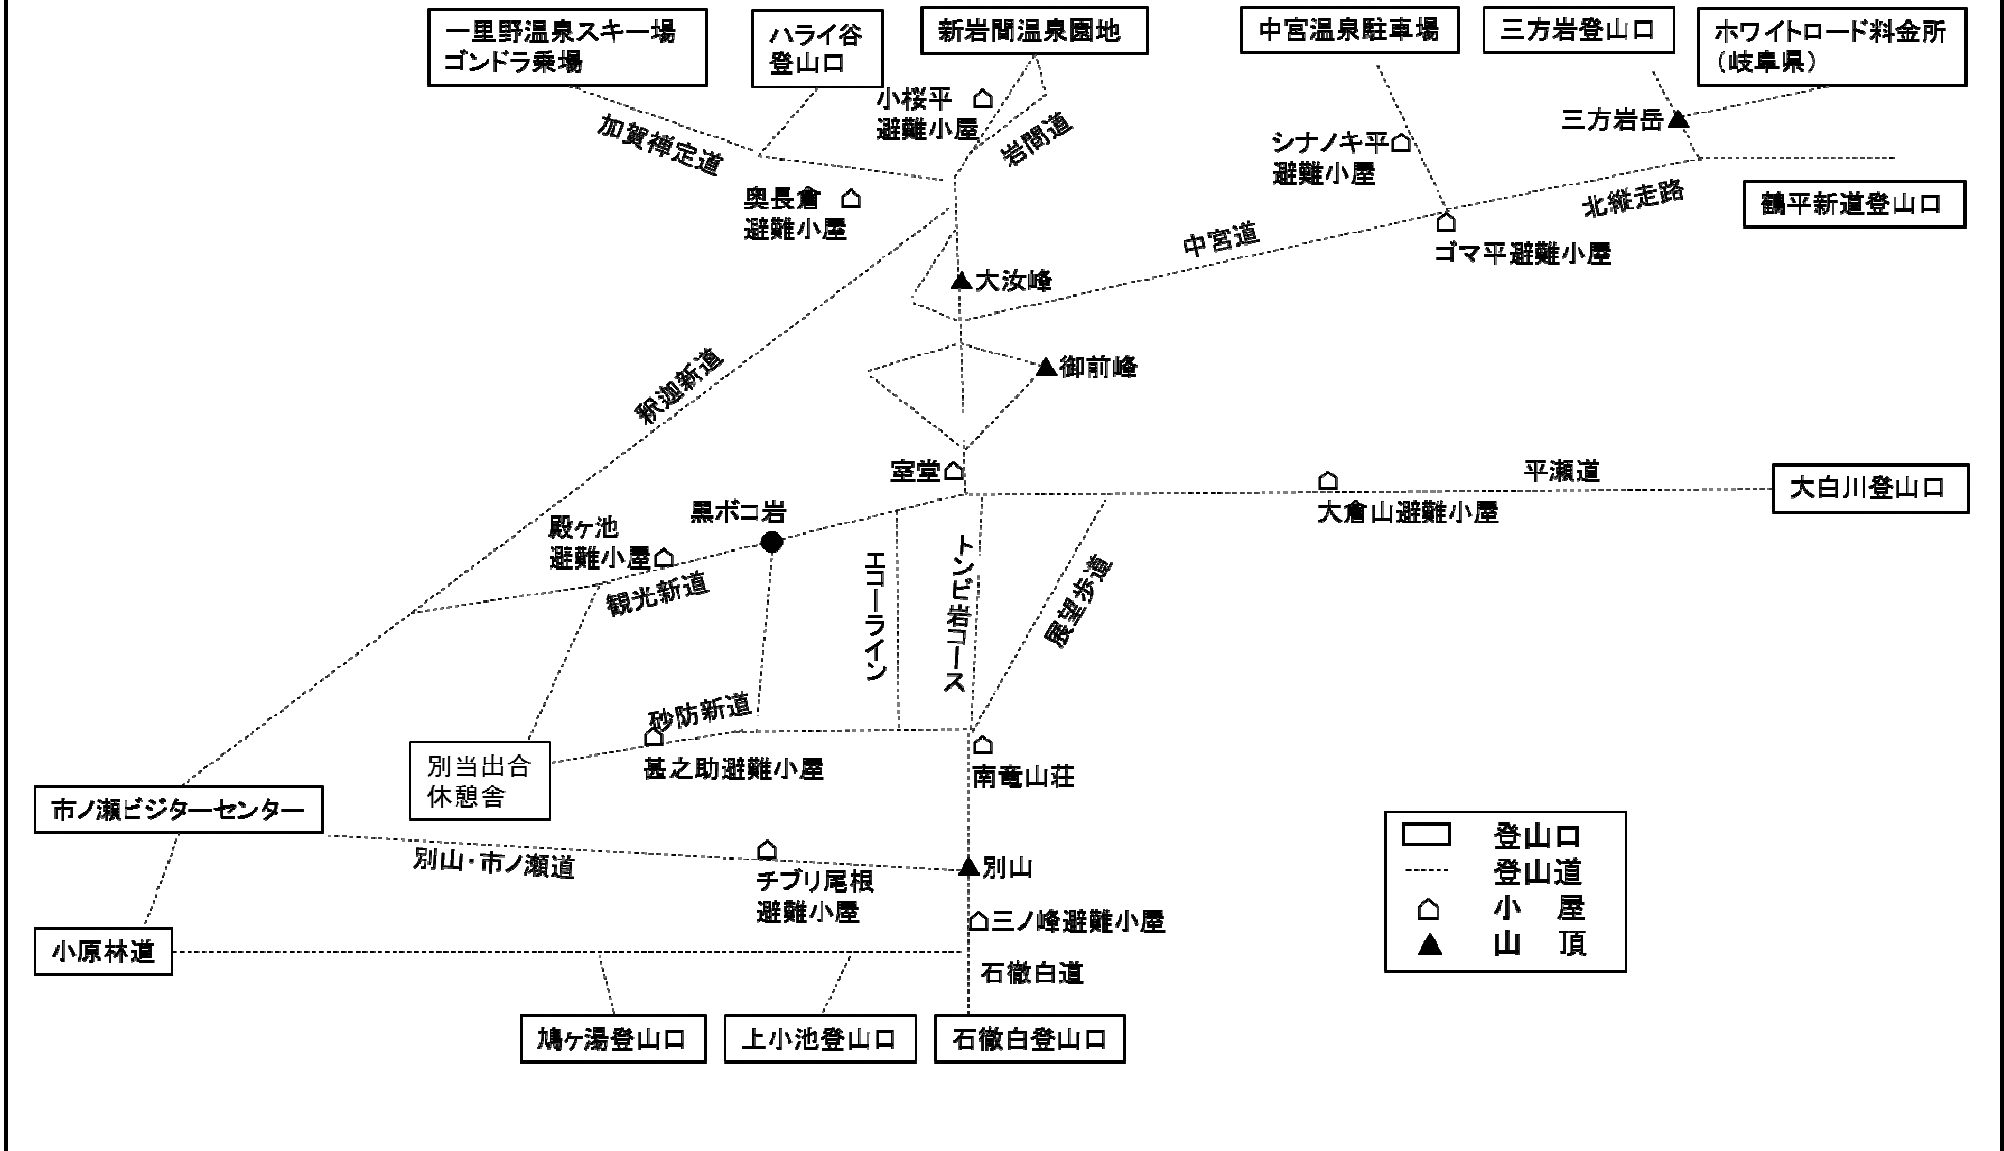 一里野温泉スキー場
ゴンドラ乗場
ハライ谷
登山口
新岩間温泉園地
中宮温泉駐車場
三方岩登山口
ホワイトロード料金所
（岐阜県）
小桜平
避難小屋
加賀禅定道
岩間道
三方岩岳
シナノキ平
避難小屋
奥長倉
避難小屋
北縦走路
鶴平新道登山口
中宮道
ゴマ平避難小屋
大汝峰
釈迦新道
御前峰
室堂
平瀬道
大白川登山口
大倉山避難小屋
黒ボコ岩
殿ヶ池
避難小屋
観光新道
エコーライン
トンビ岩コース
展望歩道
砂防新道
甚之助避難小屋
別当出合
休憩舎
南竜山荘
市ノ瀬ビジターセンター
別山・市ノ瀬道
チブリ尾根
避難小屋
別山
三ノ峰避難小屋
小原林道
石徹白道
鳩ヶ湯登山口
上小池登山口
石徹白登山口
登山口
登山道
小　屋
山　頂